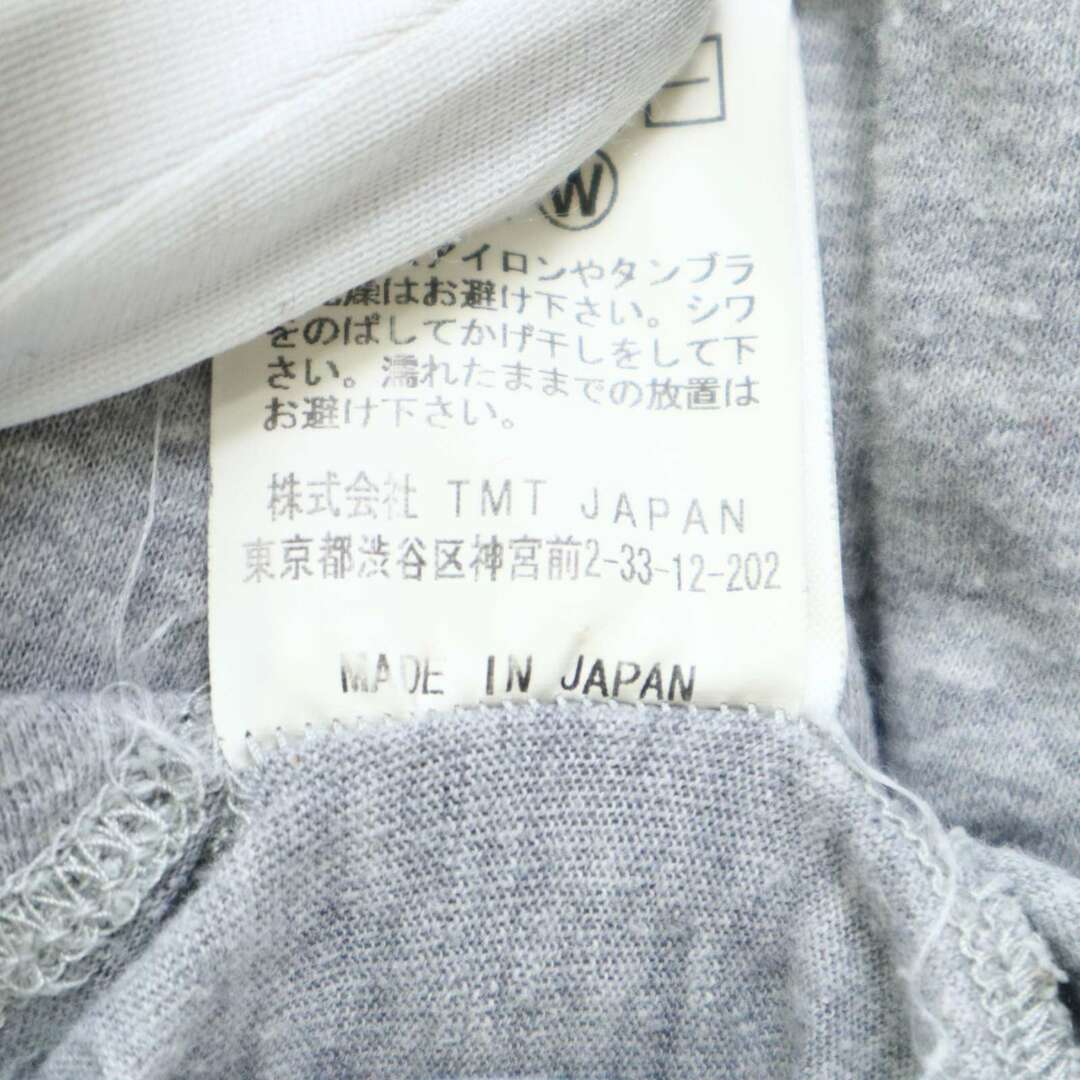 W
アイロンやタンブラ
燥はお避け下さい。シワ
をのばしてかげ干しをして下
さい。濡れたままでの放置は
お避け下さい。
株式会社 TMT JAPAN
東京都渋谷区神宮前2-33-12-202
MADE IN JAPAN